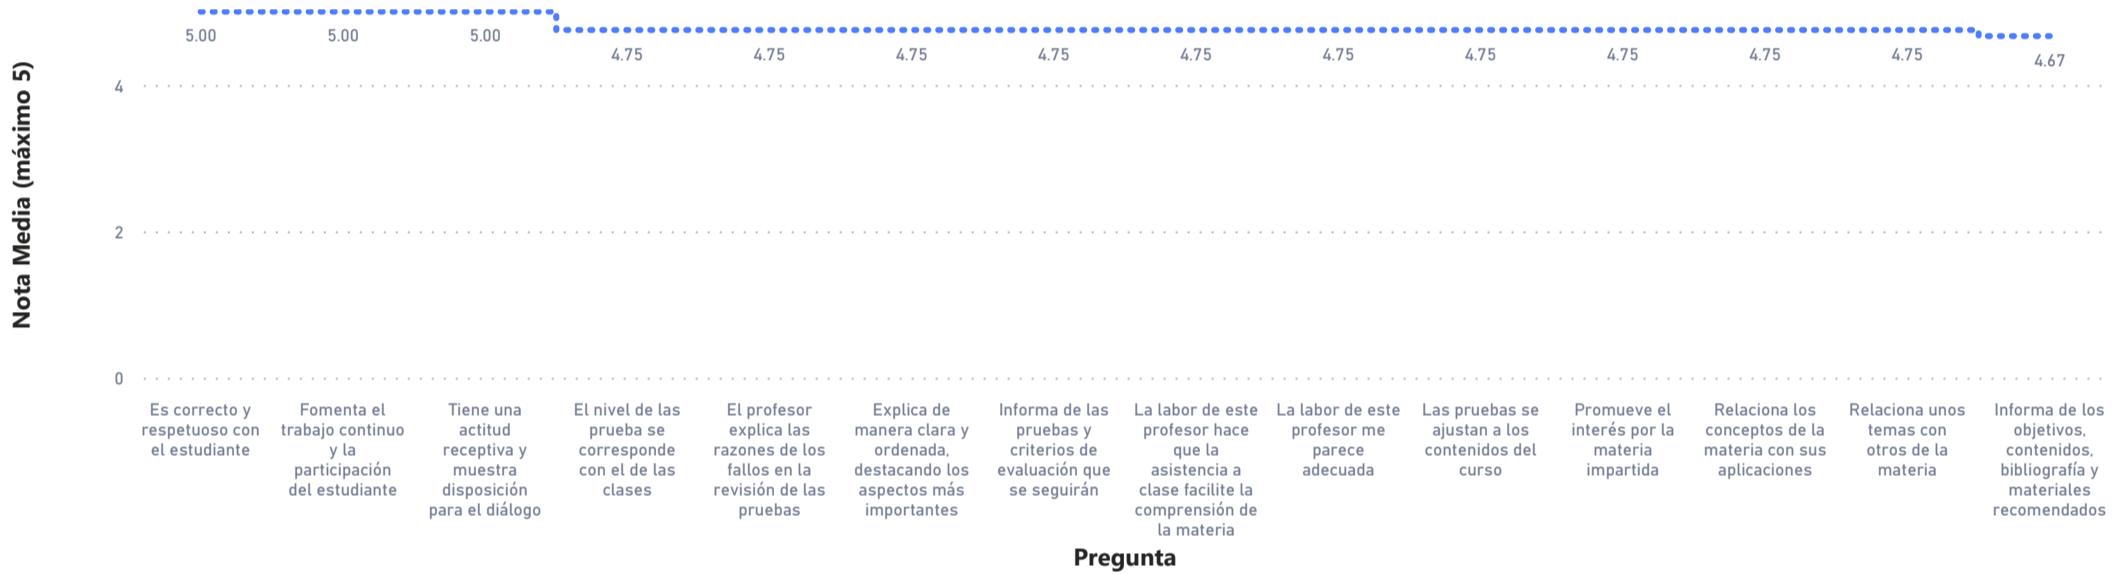 Nota Media (máximo 5)
5.00
5.00
5.00
4.75
4.75
4.75
4.75
4.75
4.75
4.75
4.75
4.75
4.75
4.67
4
2
0
Es correcto y
respetuoso con
el estudiante
Fomenta el
trabajo continuo
y la
participación
del estudiante
Tiene una
actitud
receptiva y
muestra
disposición
para el diálogo
El nivel de las
prueba se
corresponde
con el de las
clases
El profesor
explica las
razones de los
fallos en la
revisión de las
pruebas
Explica de
manera clara y
ordenada,
destacando los
aspectos más
importantes
Informa de las
pruebas y
criterios de
evaluación que
se seguirán
La labor de este
profesor hace
que la
asistencia a
clase facilite la
comprensión de
la materia
La labor de este
profesor me
parece
adecuada
Las pruebas se
ajustan a los
contenidos del
curso
Promueve el
interés por la
materia
impartida
Relaciona los
conceptos de la
materia con sus
aplicaciones
Relaciona unos
temas con
otros de la
materia
Informa de los
objetivos,
contenidos,
bibliografía y
materiales
recomendados
Pregunta